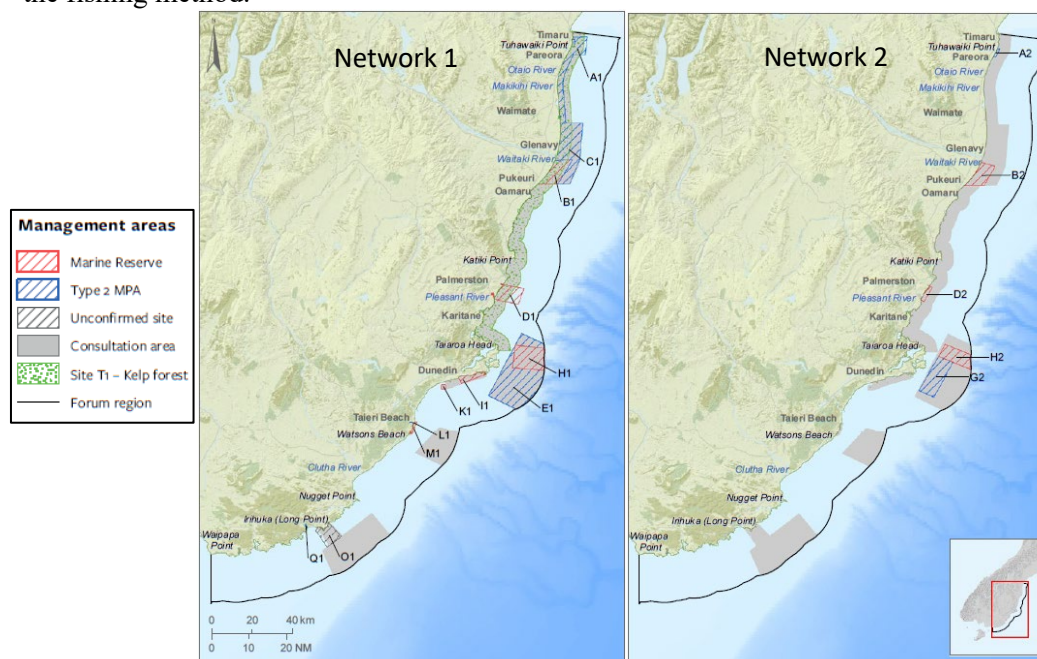 the fishing method.
Network 1
Timaru
Tuhawaiki Point
Pareora
A1
Otaio River
Makikihi River
Waimate
Glenavy
C1
Waitaki River
Pukeuri
Oamaru
B1
Katiki Point
Palmerston
Pleasant River
D1
Karitane
Taiaroa Head
H1
Dunedin
I1
K1
E1
Taieri Beach
L1
Watsons Beach
M1
Clutha River
Nugget Point
Irihuka (Long Point)
Waipapa
Point
Q1
O1
0 20 40 km
0 10 20 NM
Network 2
Timaru
Tuhawaiki Point
A2
Pareora
Otaio River
Makikihi River
Waimate
Glenavy
Waitaki River
Pukeuri
B2
Oamaru
Katiki Point
Palmerston
Pleasant River
D2
Karitane
Taiaroa Head
H2
Dunedin
G2
Taieri Beach
Watsons Beach
Clutha River
Nugget Point
Irihuka (Long Point)
Waipapa
Point
Management areas
Marine Reserve
Type 2 MPA
Unconfirmed site
Consultation area
Site T1 – Kelp forest
Forum region